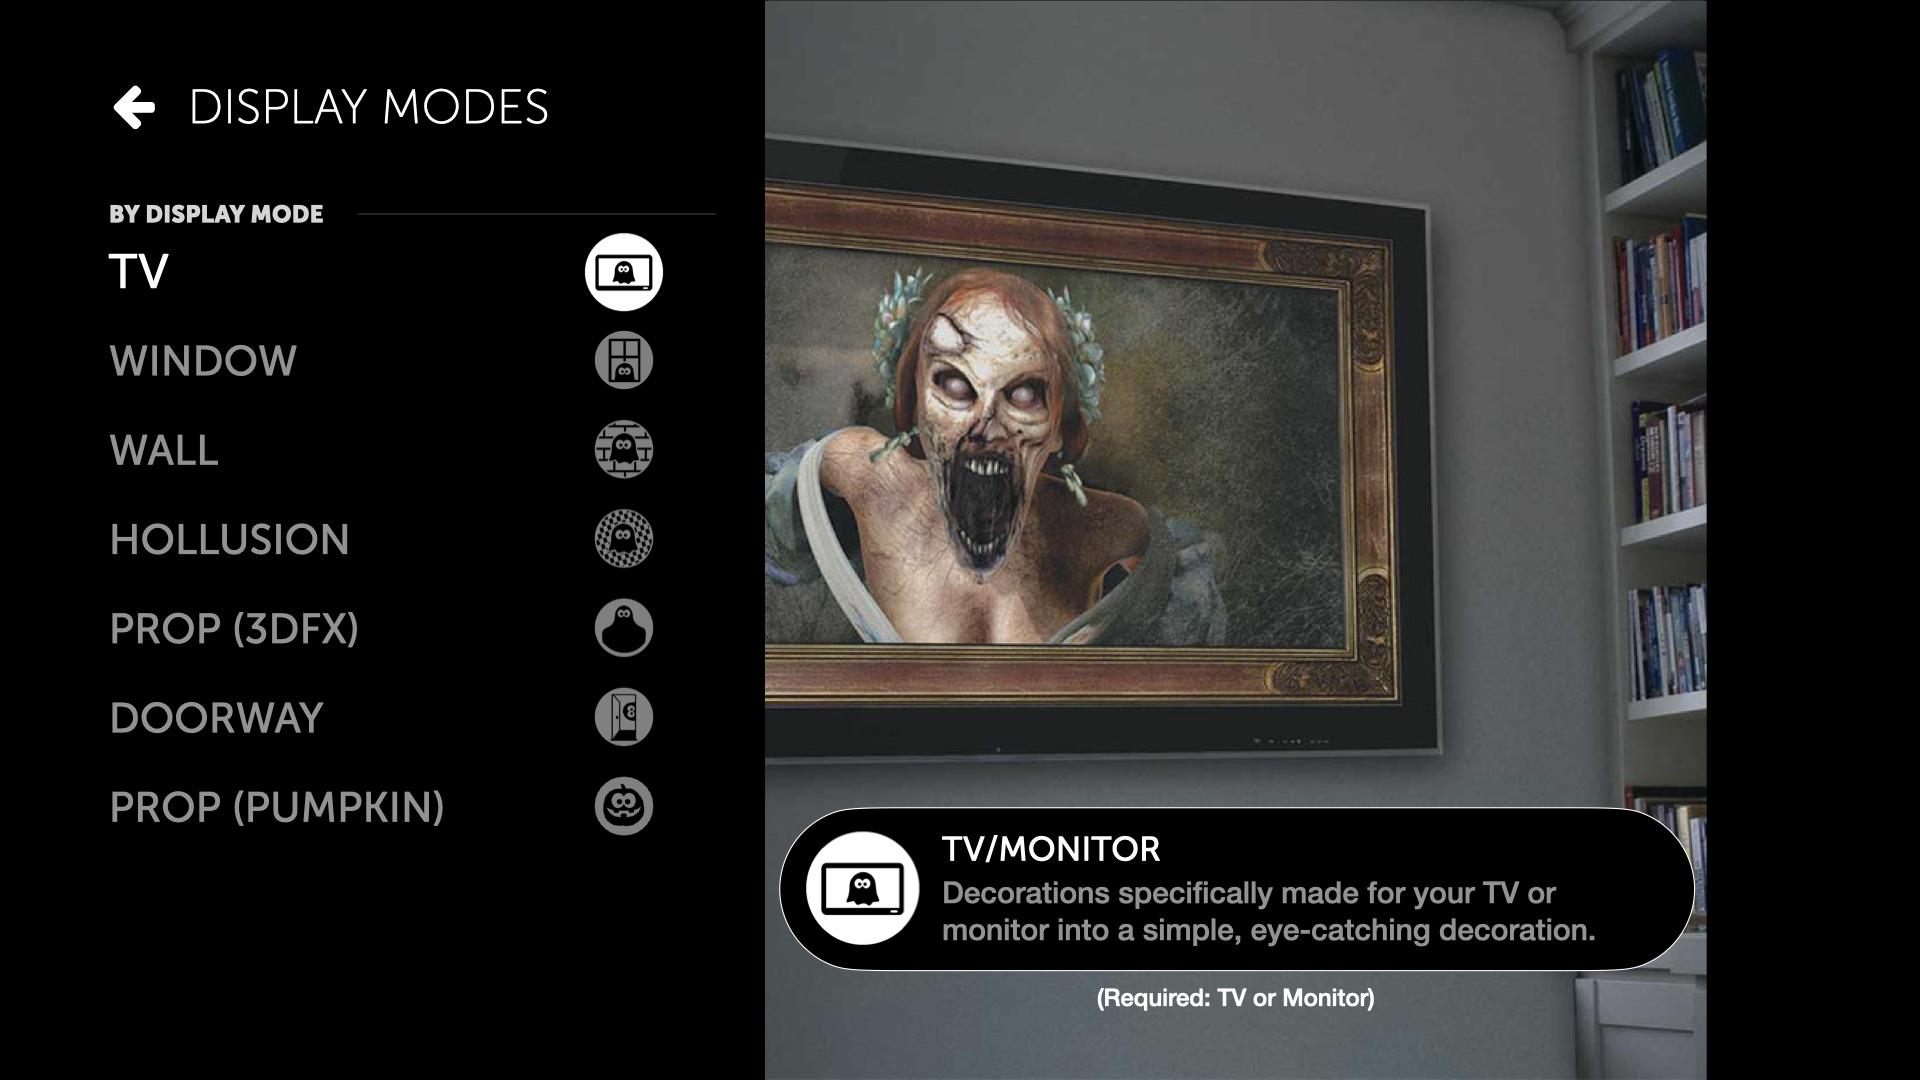 DISPLAY MODES
BY DISPLAY MODE
TV
WINDOW
WALL
HOLLUSION
PROP (3DFX)
DOORWAY
PROP (PUMPKIN)
TV/MONITOR
Decorations specifically made for your TV or
monitor into a simple, eye-catching decoration.
(Required: TV or Monitor)